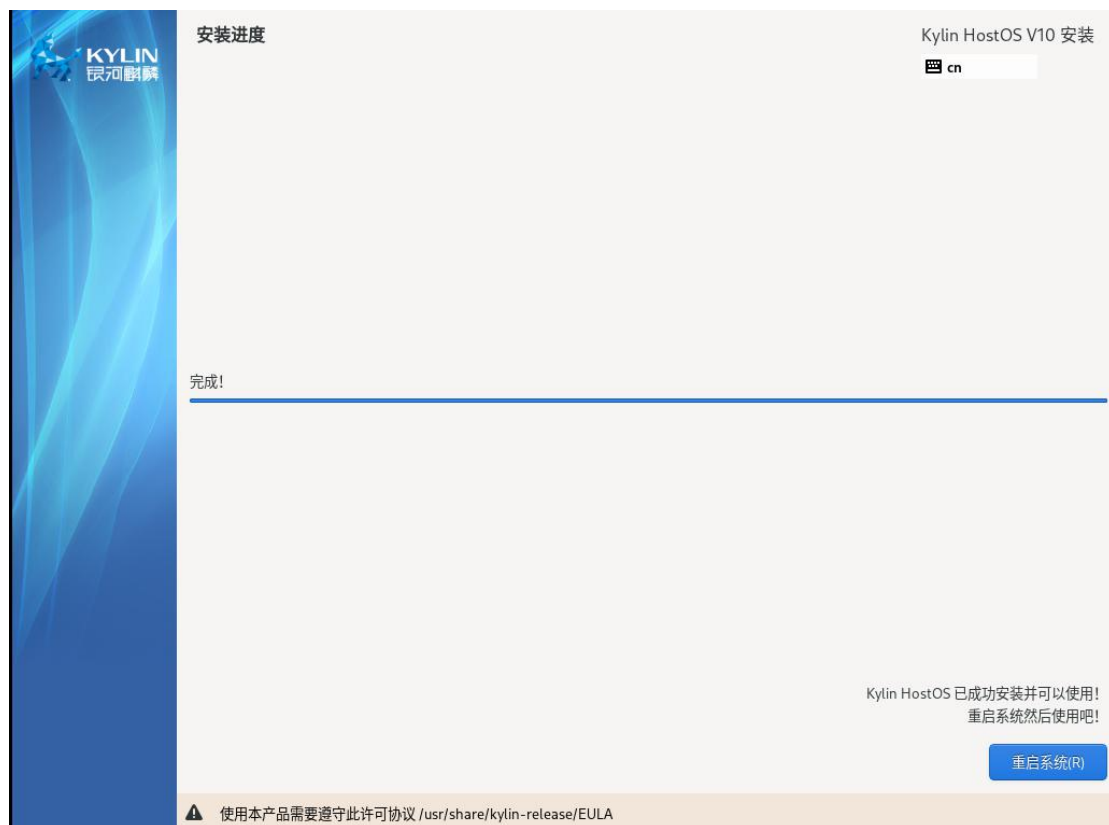 KYLIN
银河麒麟
安装进度
Kylin HostOS V10 安装
cn
完成!
Kylin HostOS 已成功安装并可以使用!
重启系统然后使用吧!
重启系统(R)
使用本产品需要遵守此许可协议 /usr/share/kylin-release/EULA